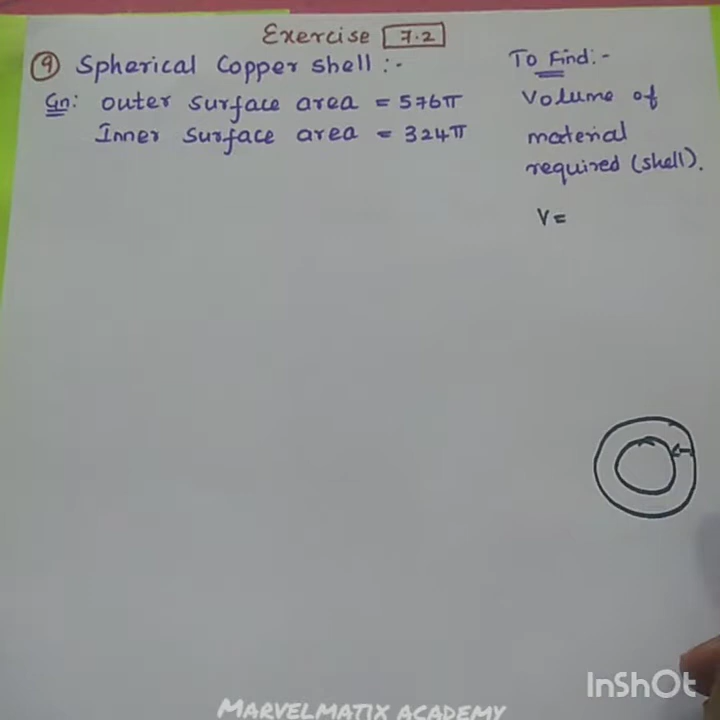 Exercise 7.2
9 Spherical Copper shell :-
Gn: outer surface area = 576π
Inner surface area = 324π
To Find:-
Volume of
material
required (shell).
V=
InShOt
MARVELMATIX ACADEMY